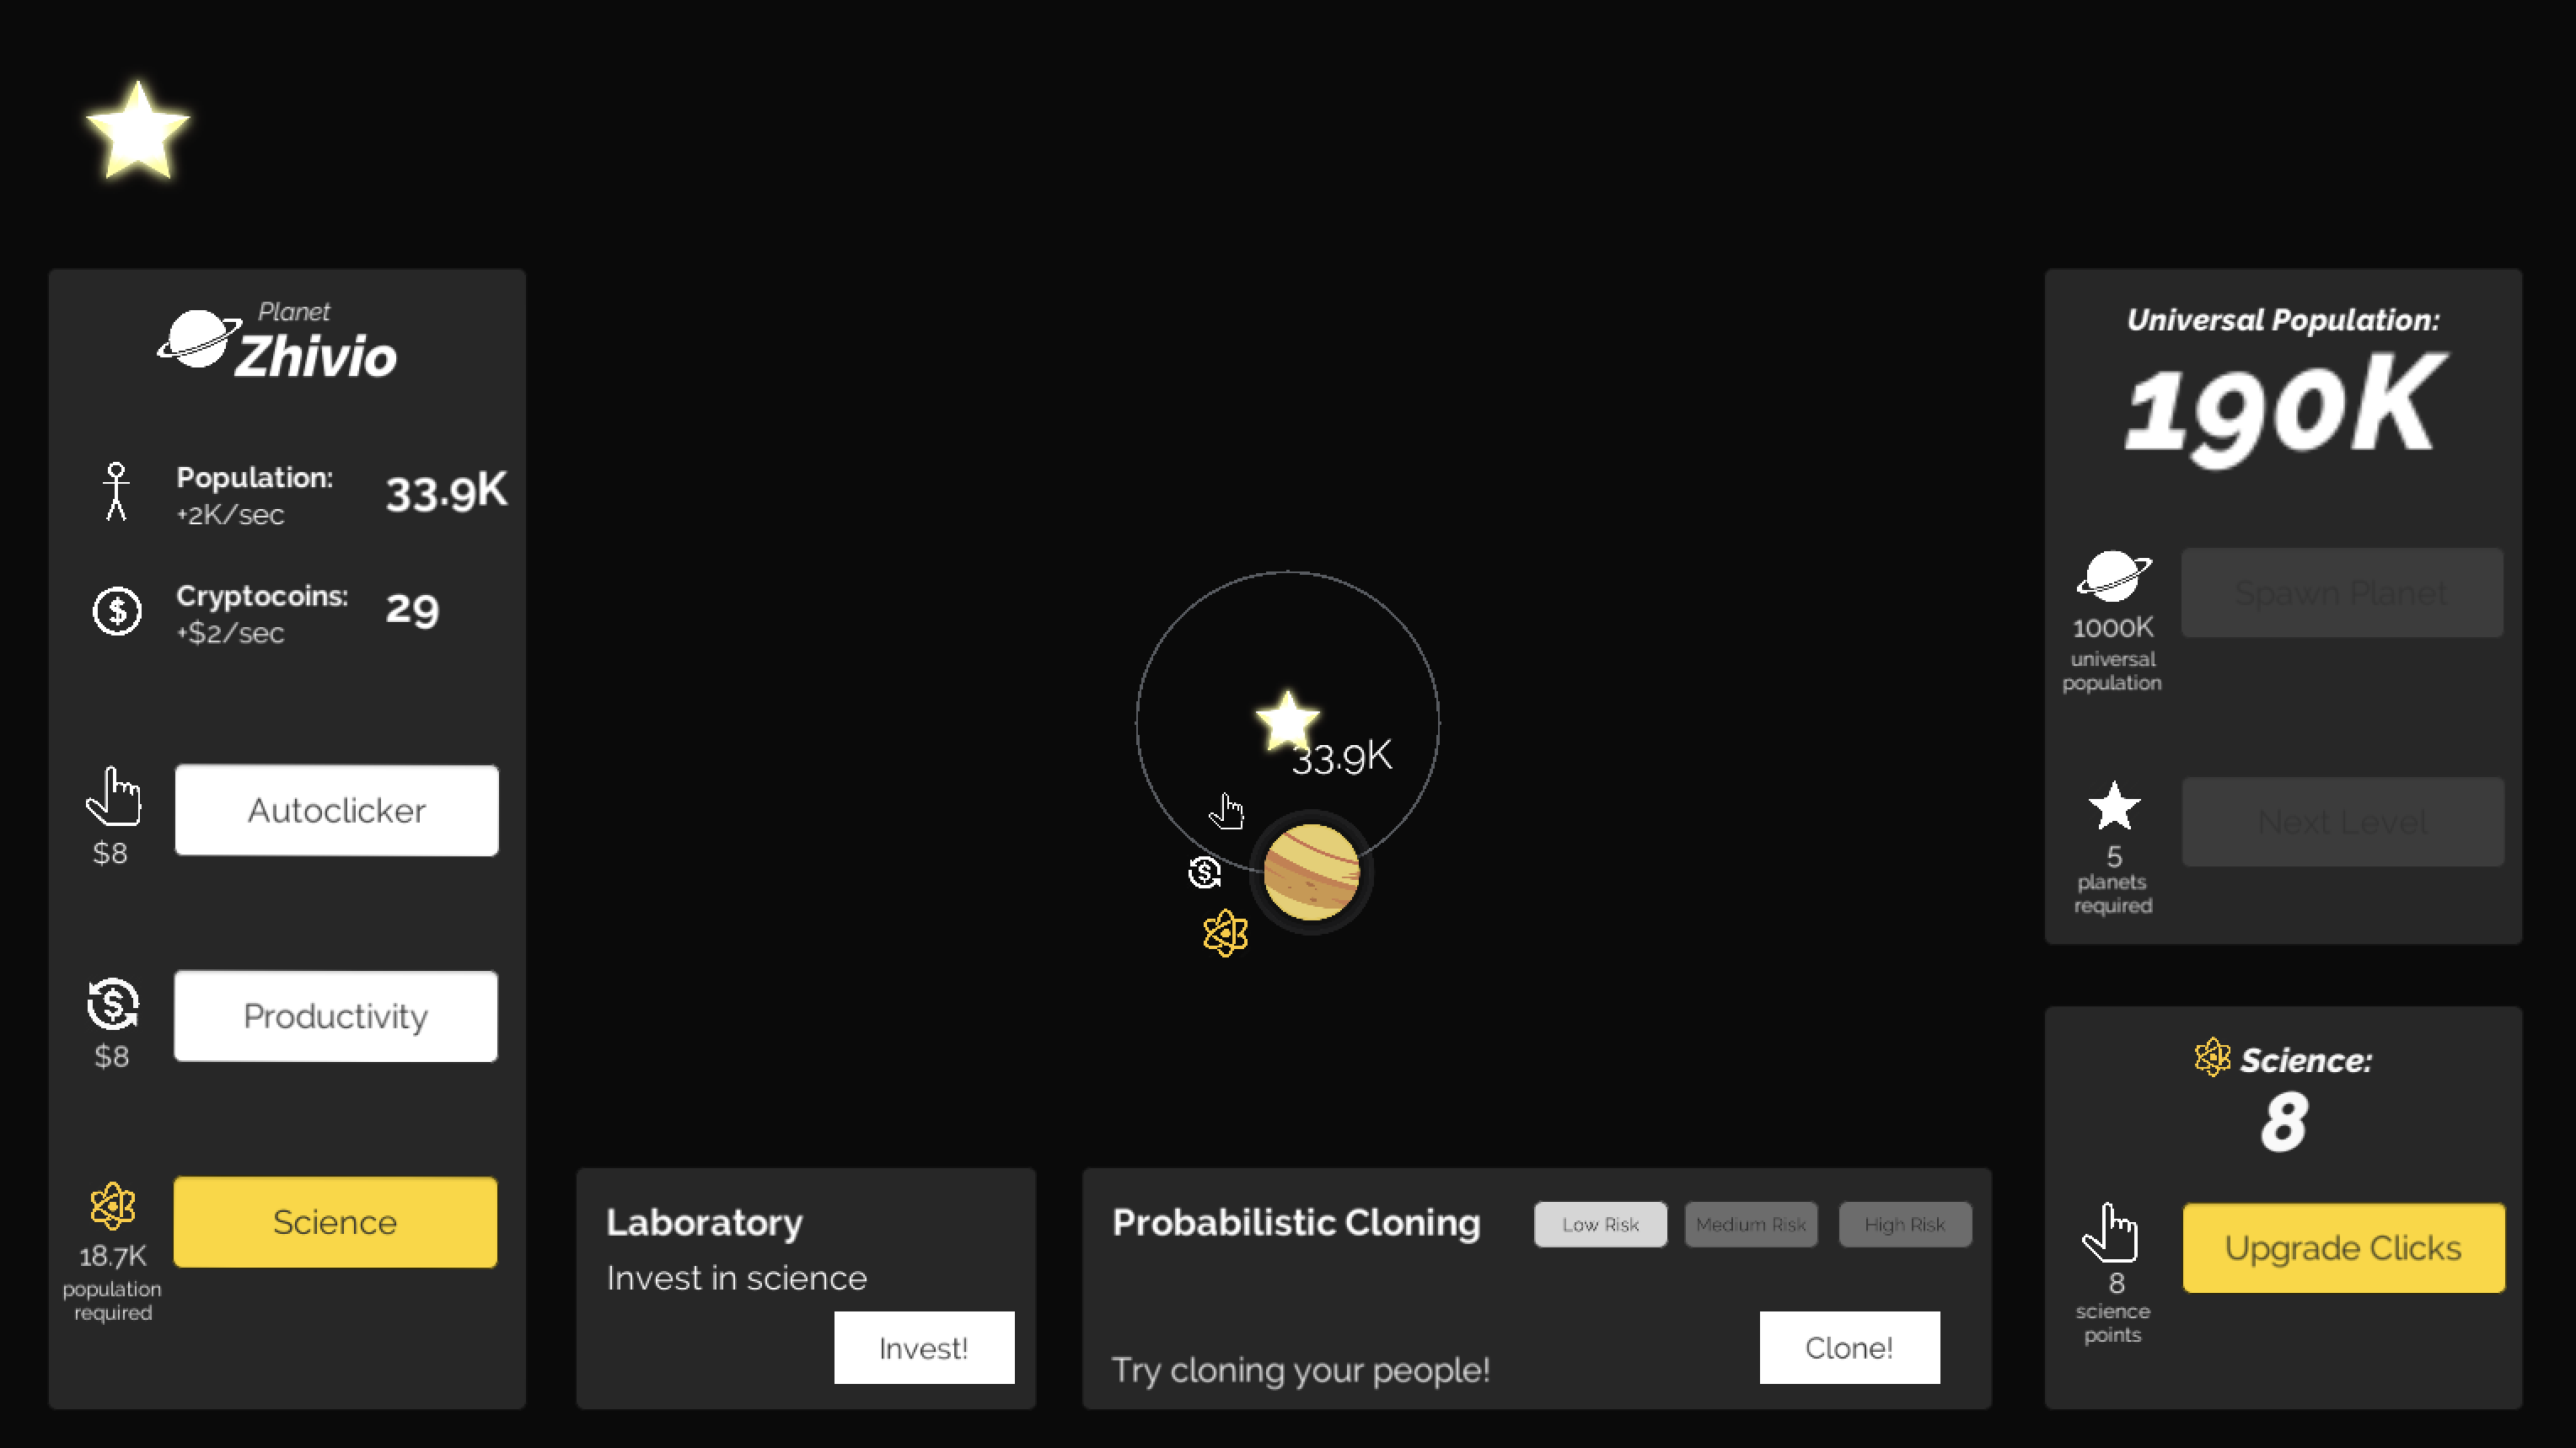 Planet
Zhivio
Population:
+2K/sec
33.9K
Cryptocoins:
+$2/sec
29
Autoclicker
$8
Productivity
$8
Science
18.7K
population
required
33.9K
Laboratory
Invest in science
Invest!
Probabilistic Cloning
Low Risk
Medium Risk
High Risk
Try cloning your people!
Clone!
Universal Population:
190K
Spawn Planet
1000K
universal
population
Next Level
5
planets
required
Science:
8
Upgrade Clicks
8
science
points